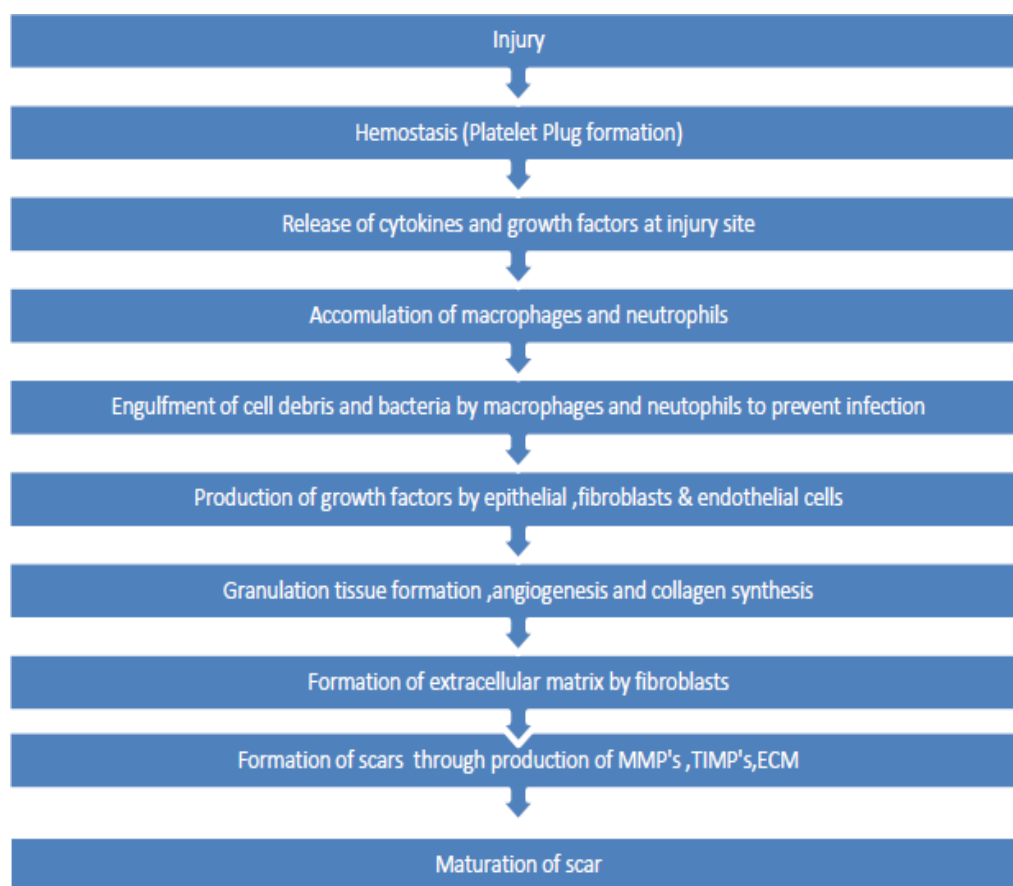 Injury
Hemostasis (Platelet Plug formation)
Release of cytokines and growth factors at injury site
Accomulation of macrophages and neutrophils
Engulfment of cell debris and bacteria by macrophages and neutophils to prevent infection
Production of growth factors by epithelial ,fibroblasts & endothelial cells
Granulation tissue formation ,angiogenesis and collagen synthesis
Formation of extracellular matrix by fibroblasts
Formation of scars through production of MMP's ,TIMP's,ECM
Maturation of scar